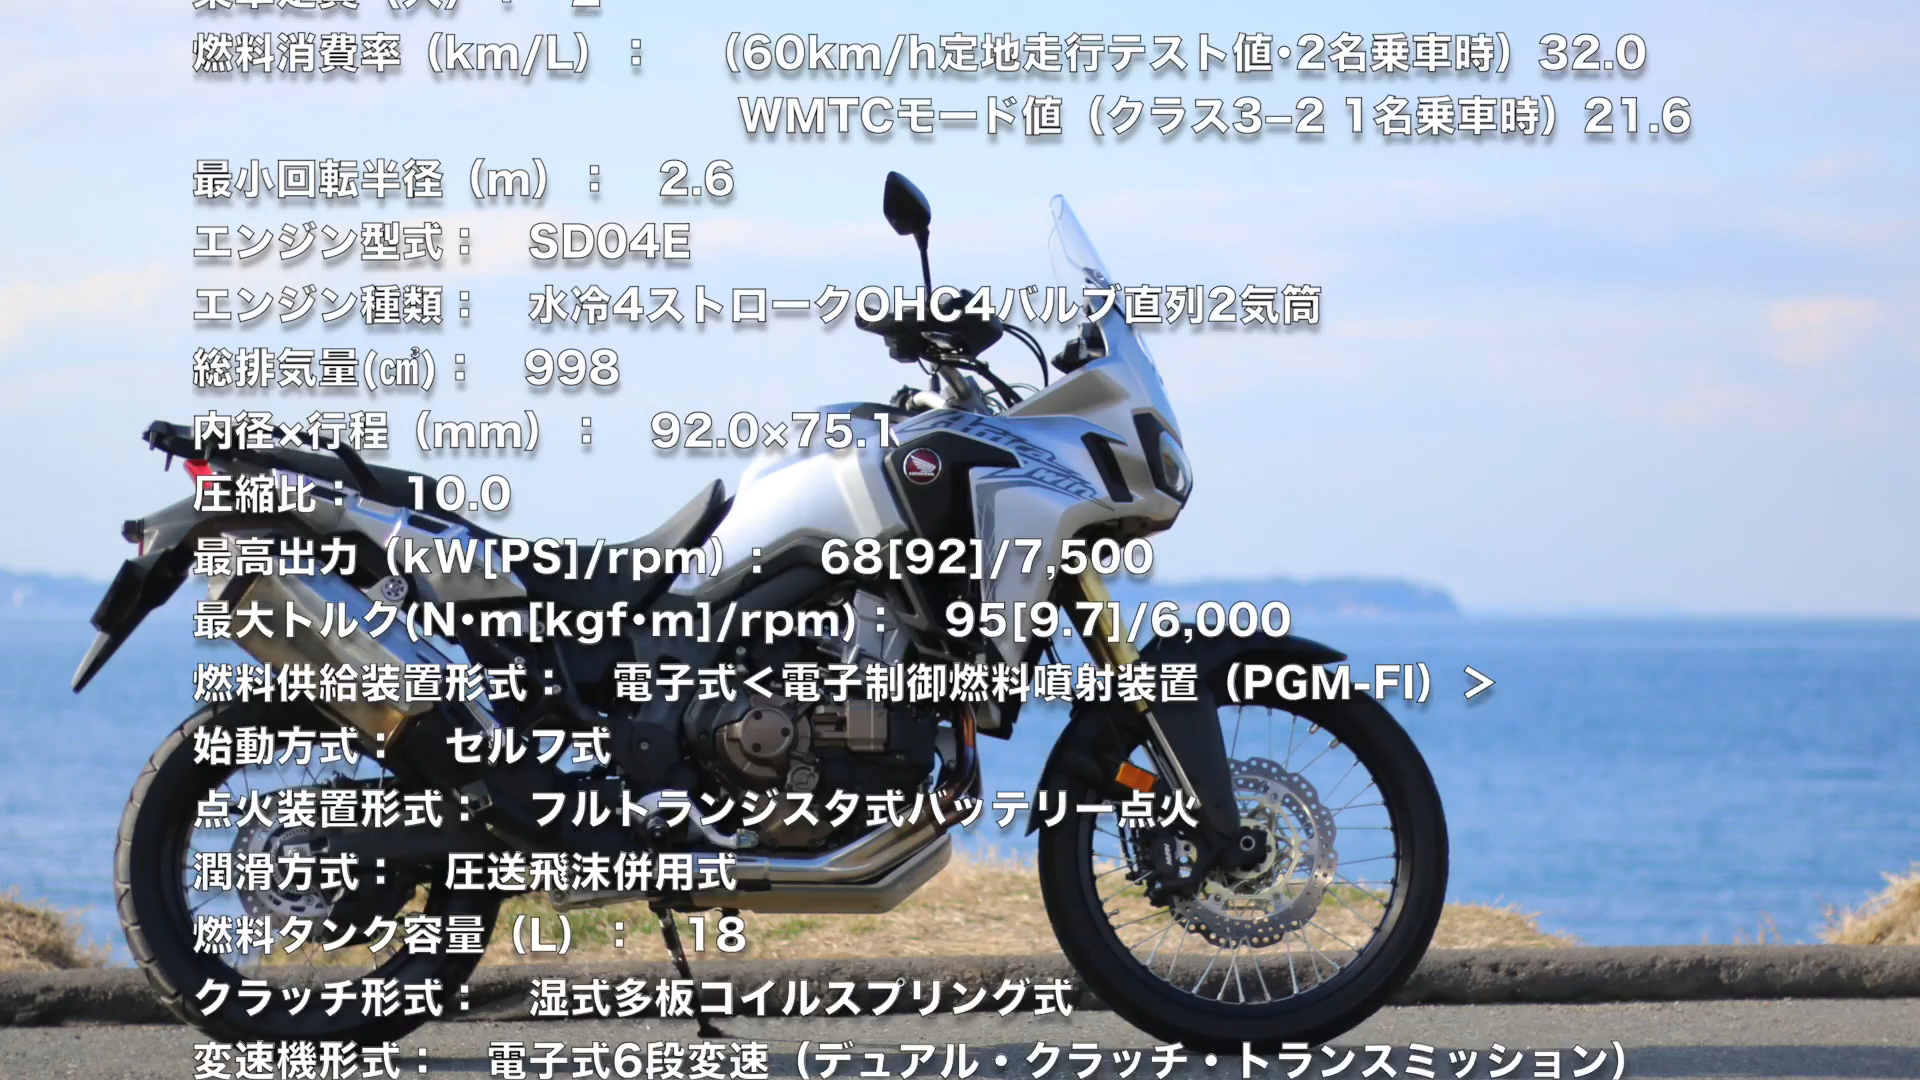 乗車定員（人）： 2
燃料消費率（km/L）： （60km/h定地走行テスト値･2名乗車時）32.0
WMTCモード値（クラス3−2 1名乗車時）21.6
最小回転半径（m）： 2.6
エンジン型式： SD04E
エンジン種類： 水冷4ストロークOHC4バルブ直列2気筒
総排気量(㎤)： 998
内径×行程（mm）： 92.0×75.1
圧縮比： 10.0
最高出力（kW[PS]/rpm）： 68[92]/7,500
最大トルク(N･m[kgf･m]/rpm)： 95[9.7]/6,000
燃料供給装置形式： 電子式＜電子制御燃料噴射装置（PGM-FI）＞
始動方式： セルフ式
点火装置形式： フルトランジスタ式バッテリー点火
潤滑方式： 圧送飛沫併用式
燃料タンク容量（L）： 18
クラッチ形式： 湿式多板コイルスプリング式
変速機形式： 電子式6段変速（デュアル・クラッチ・トランスミッション）
Africa
Twin
HONDA